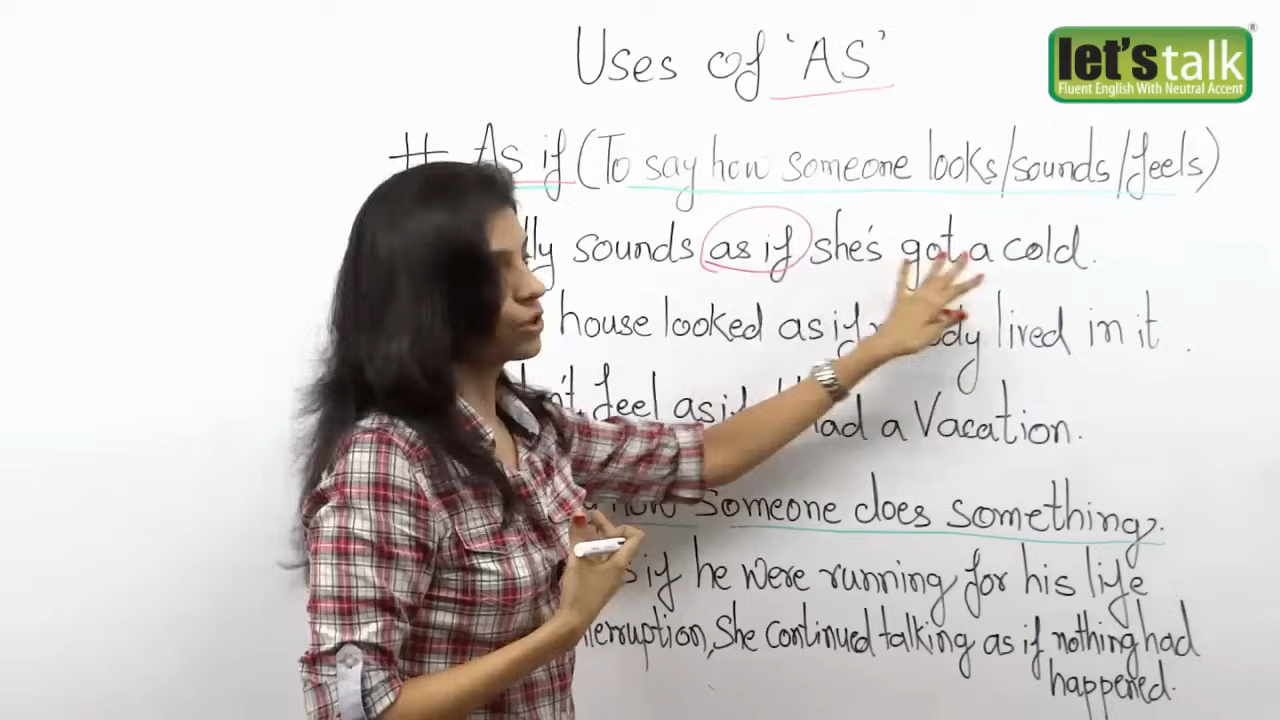 Uses of 'AS'
let's talk ®
Fluent English With Neutral Accent
# As if (To say how someone looks/sounds/feels)
sounds as if she's got a cold.
house looked as if lived in it.
feel as if had a Vacation.
how someone does something.
if he were running for his life
She continued talking as if nothing had
happened.